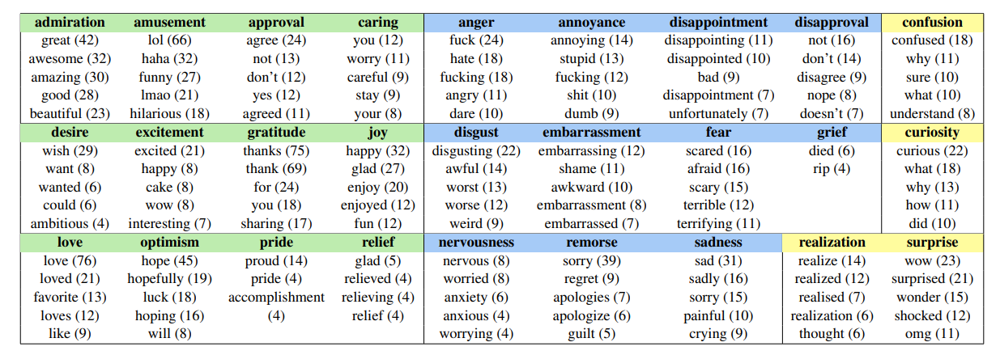 admiration amusement approval caring anger annoyance disappointment disapproval confusion
great (42) lol (66) agree (24) you (12) fuck (24) annoying (14) disappointing (11) not (16) confused (18)
awesome (32) haha (32) not (13) worry (11) hate (18) stupid (13) disappointed (10) don't (14) why (11)
amazing (30) funny (27) don't (12) careful (9) fucking (18) fucking (12) bad (9) disagree (9) sure (10)
good (28) lmao (21) yes (12) stay (9) angry (11) shit (10) disappointment (7) nope (8) what (10)
beautiful (23) hilarious (18) agreed (11) your (8) dare (10) dumb (9) unfortunately (7) doesn't (7) understand (8)
desire excitement gratitude joy disgust embarrassment fear grief curiosity
wish (29) excited (21) thanks (75) happy (32) disgusting (22) embarrassing (12) scared (16) died (6) curious (22)
want (8) happy (8) thank (69) glad (27) awful (14) shame (11) afraid (16) rip (4) what (18)
wanted (6) cake (8) for (24) enjoy (20) worst (13) awkward (10) scary (15) why (13)
could (6) wow (8) you (18) enjoyed (12) worse (12) embarrassment (8) terrible (12) how (11)
ambitious (4) interesting (7) sharing (17) fun (12) weird (9) embarrassed (7) terrifying (11) did (10)
love optimism pride relief nervousness remorse sadness realization surprise
love (76) hope (45) proud (14) glad (5) nervous (8) sorry (39) sad (31) realize (14) wow (23)
loved (21) hopefully (19) pride (4) relieved (4) worried (8) regret (9) sadly (16) realized (12) surprised (21)
favorite (13) luck (18) accomplishment relieving (4) anxiety (6) apologies (7) sorry (15) realised (7) wonder (15)
loves (12) hoping (16) (4) relief (4) anxious (4) apologize (6) painful (10) realization (6) shocked (12)
like (9) will (8) worrying (4) guilt (5) crying (9) thought (6) omg (11)